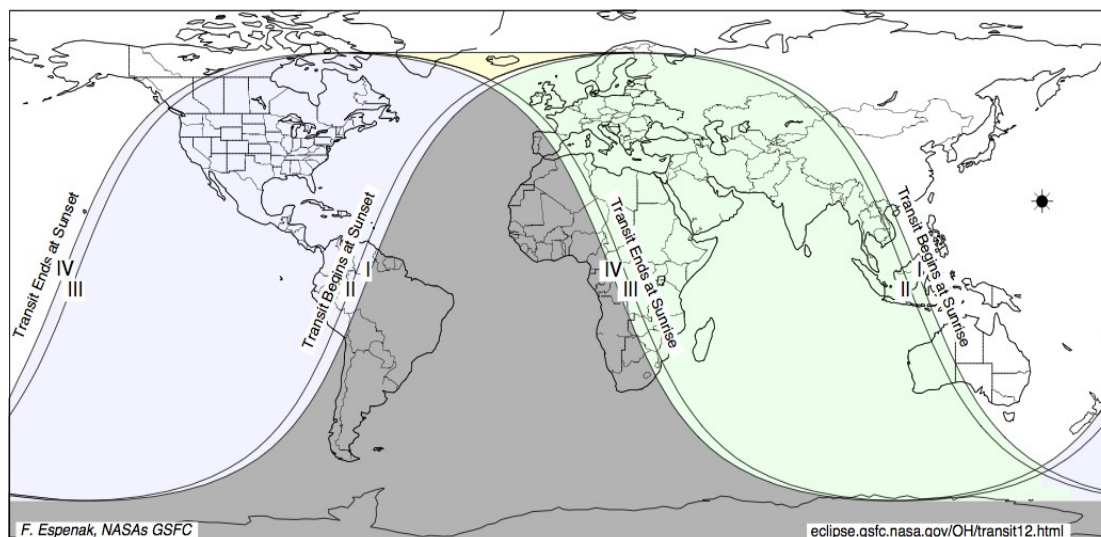 Transit Ends at Sunset
IV
III
Transit Begins at Sunset
I
II
Transit Ends at Sunrise
IV
III
Transit Begins at Sunrise
I
II
F. Espenak, NASAs GSFC
eclipse.gsfc.nasa.gov/OH/transit12.html